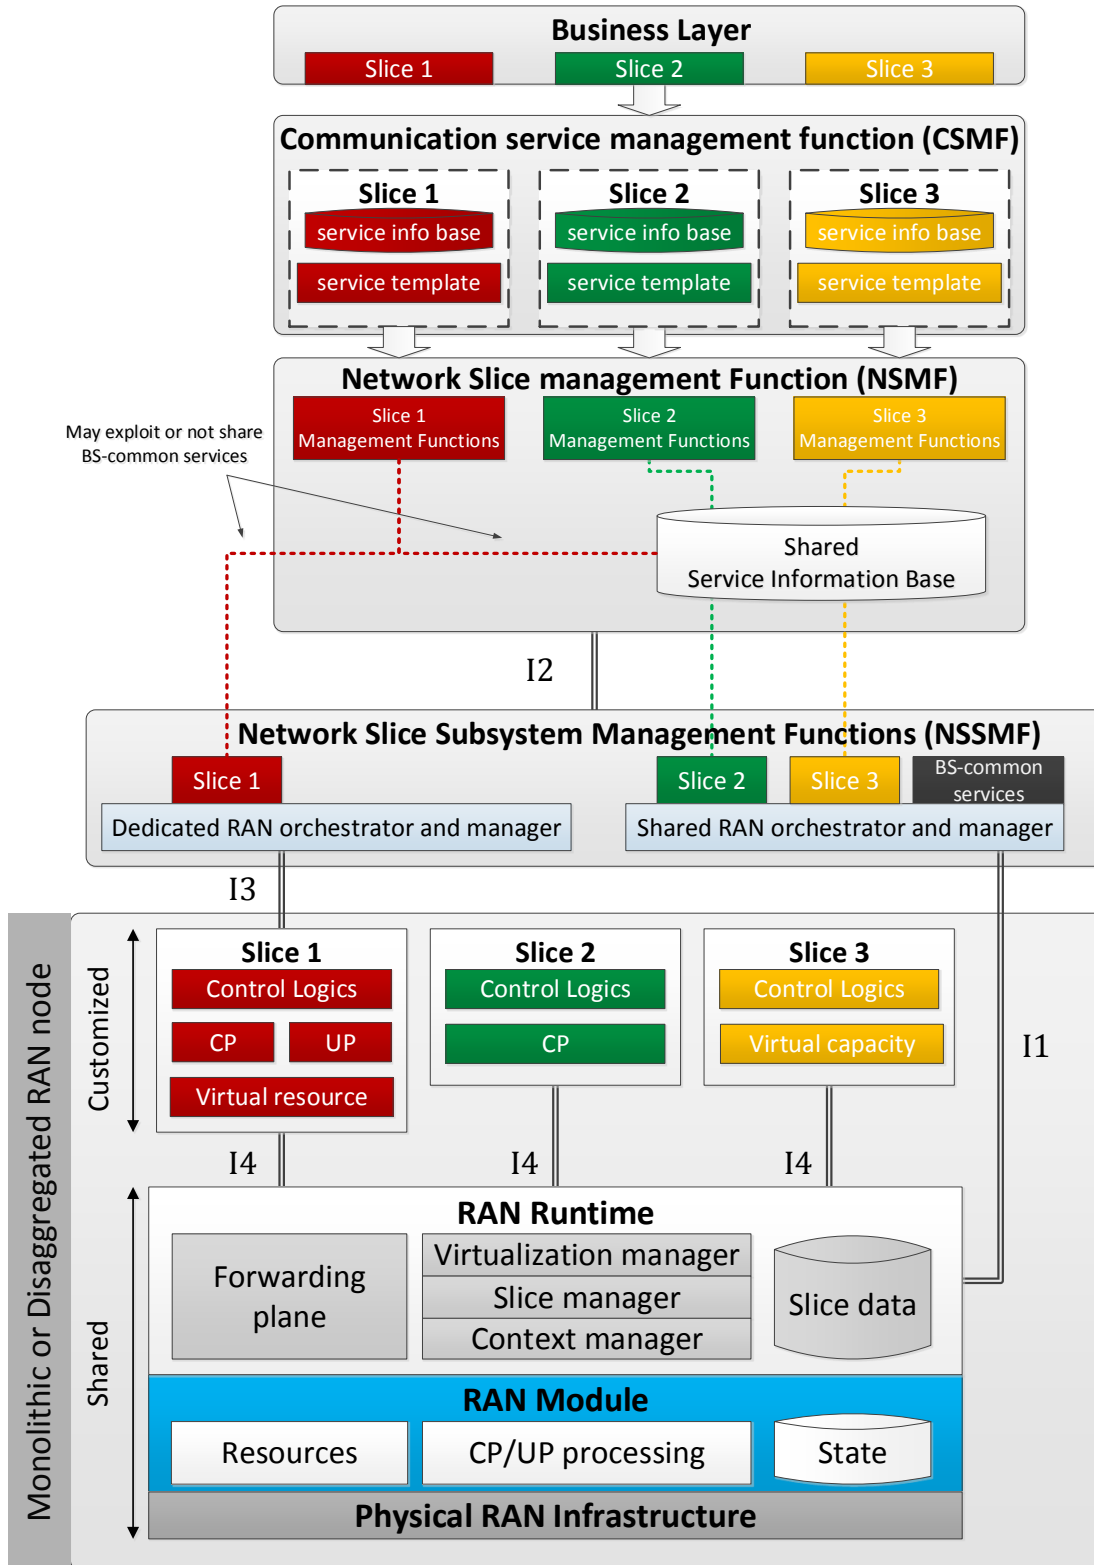 Business Layer
Slice 1
Slice 2
Slice 3
Communication service management function (CSMF)
Slice 1
service info base
service template
Slice 2
service info base
service template
Slice 3
service info base
service template
Network Slice management Function (NSMF)
Slice 1
Management Functions
Slice 2
Management Functions
Slice 3
Management Functions
May exploit or not share
BS-common services
Shared
Service Information Base
I2
Network Slice Subsystem Management Functions (NSSMF)
Slice 1
Dedicated RAN orchestrator and manager
Slice 2
Slice 3
BS-common
services
Shared RAN orchestrator and manager
I3
I1
Monolithic or Disaggregated RAN node
Customized
Slice 1
Control Logics
CP
UP
Virtual resource
Slice 2
Control Logics
CP
Slice 3
Control Logics
Virtual capacity
I4
I4
I4
Shared
RAN Runtime
Forwarding
plane
Virtualization manager
Slice manager
Context manager
Slice data
RAN Module
Resources
CP/UP processing
State
Physical RAN Infrastructure